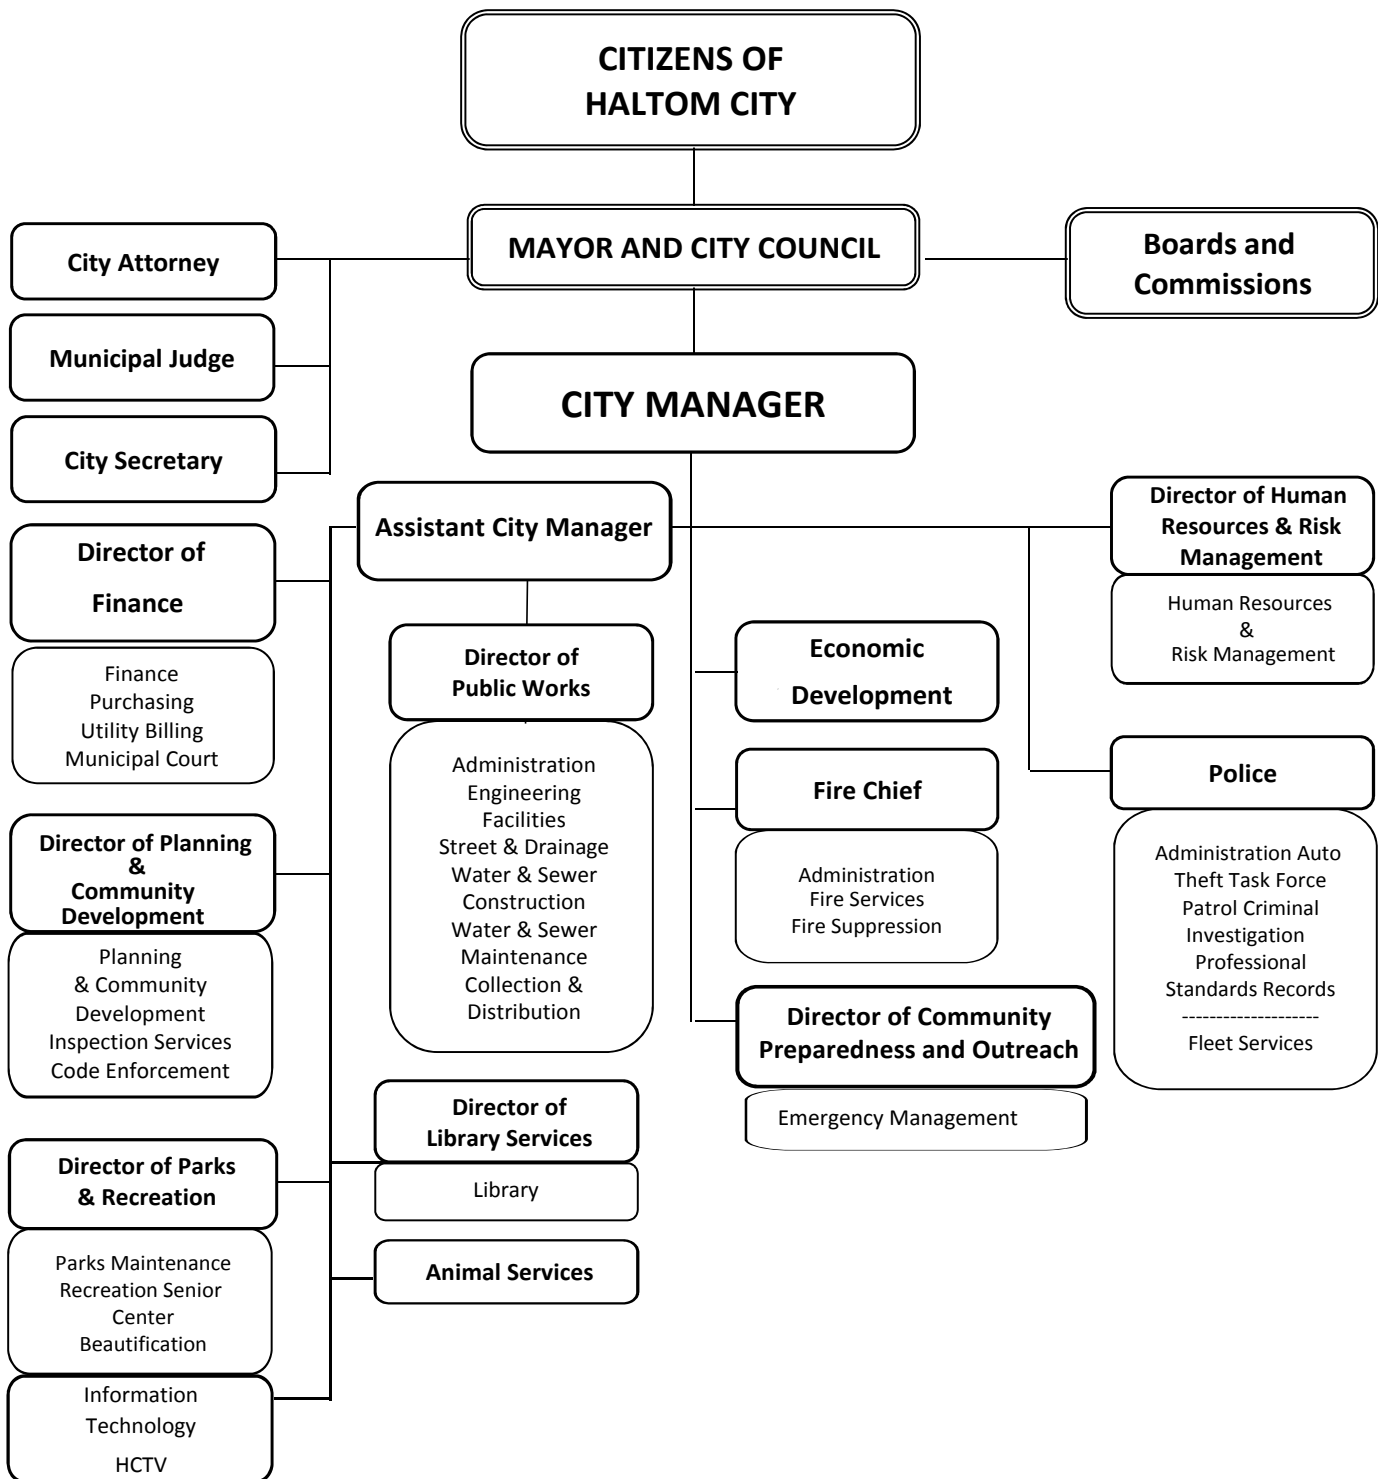 CITIZENS OF
HALTOM CITY
MAYOR AND CITY COUNCIL
Boards and
Commissions
City Attorney
Municipal Judge
City Secretary
CITY MANAGER
Assistant City Manager
Director of Human
Resources & Risk
Management
Human Resources
&
Risk Management
Director of
Finance
Finance
Purchasing
Utility Billing
Municipal Court
Director of
Public Works
Administration
Engineering
Facilities
Street & Drainage
Water & Sewer
Construction
Water & Sewer
Maintenance
Collection &
Distribution
Economic
Development
Fire Chief
Administration
Fire Services
Fire Suppression
Police
Administration Auto
Theft Task Force
Patrol Criminal
Investigation
Professional
Standards Records
--------------------
Fleet Services
Director of Planning
&
Community
Development
Planning
& Community
Development
Inspection Services
Code Enforcement
Director of Community
Preparedness and Outreach
Emergency Management
Director of
Library Services
Library
Animal Services
Director of Parks
& Recreation
Parks Maintenance
Recreation Senior
Center
Beautification
Information
Technology
HCTV